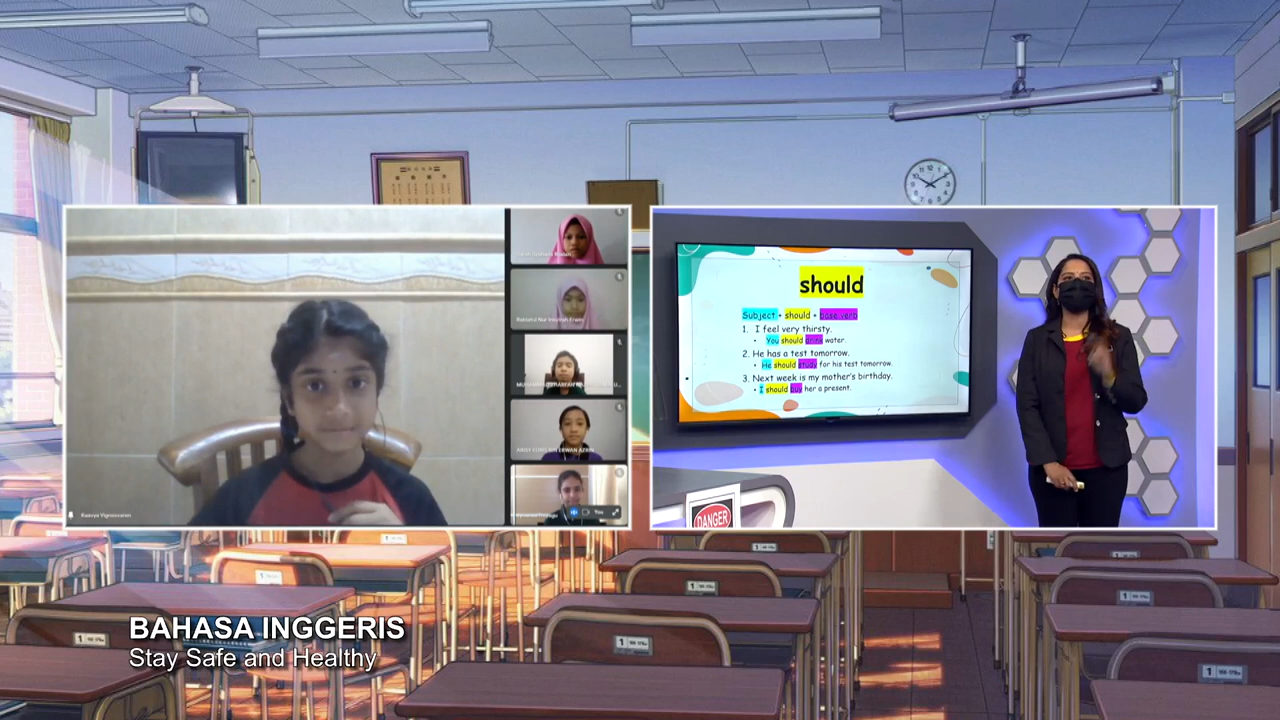 should
Subject + should + base verb
1. I feel very thirsty.
• You should drink water.
2. He has a test tomorrow.
• He should study for his test tomorrow.
3. Next week is my mother's birthday.
• I should buy her a present.
DANGER
BAHASA INGGERIS
Stay Safe and Healthy